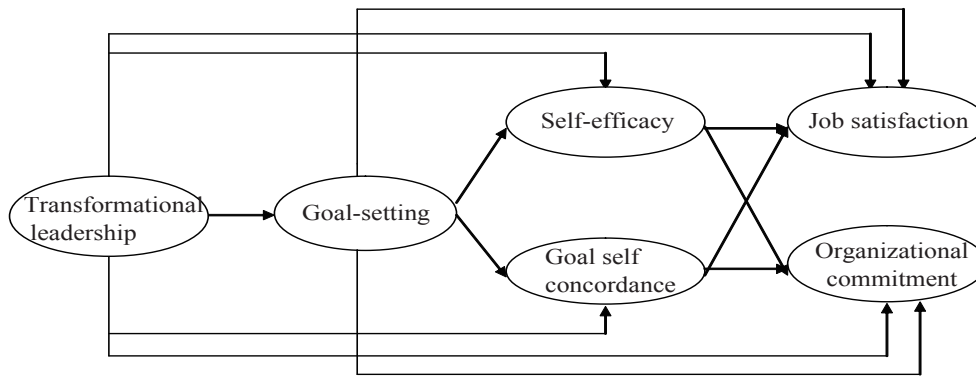 Self-efficacy
Job satisfaction
Transformational
leadership
Goal-setting
Goal self
concordance
Organizational
commitment